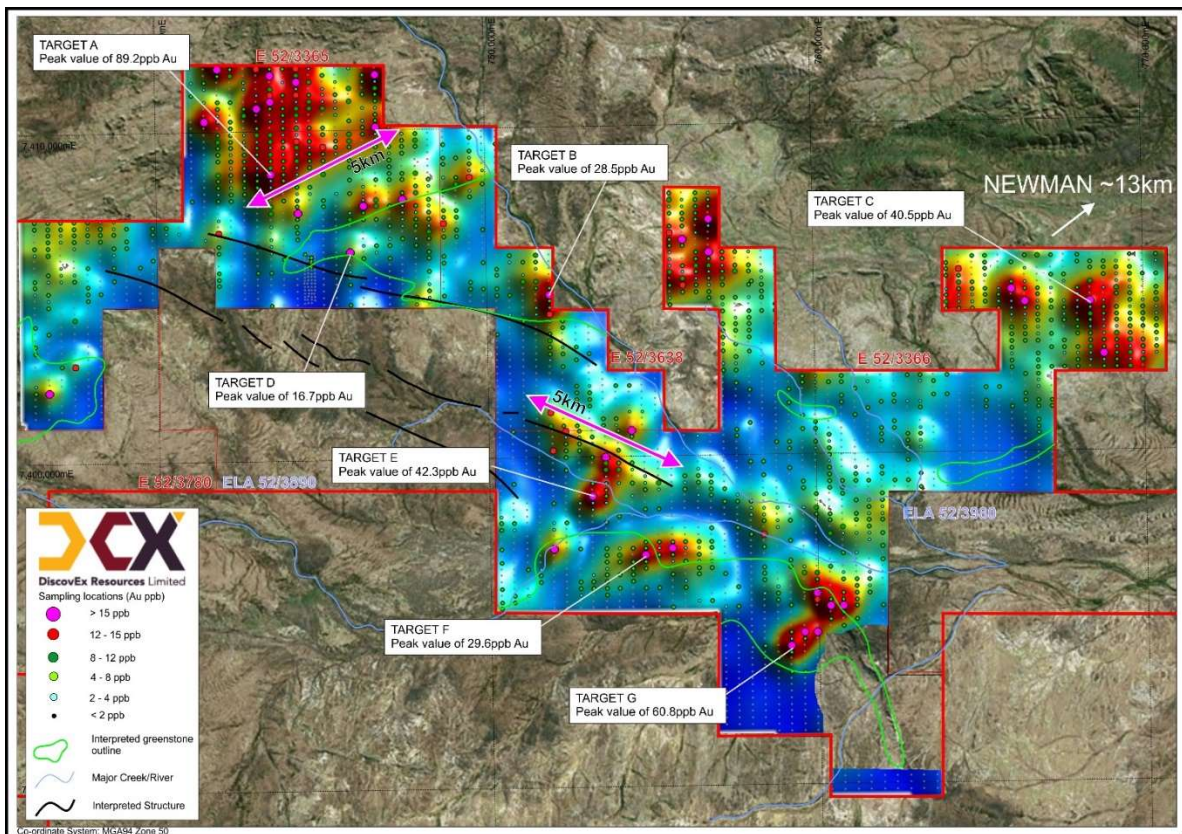 TARGET A
Peak value of 89.2ppb Au
E 52/3365
7,410,000mE
5km
TARGET B
Peak value of 28.5ppb Au
TARGET C
Peak value of 40.5ppb Au
NEWMAN ~13km
TARGET D
Peak value of 16.7ppb Au
E 52/3638
E 52/3366
5km
TARGET E
Peak value of 42.3ppb Au
7,400,000mE
E 52/3780
ELA 52/3890
ELA 52/3980
TARGET F
Peak value of 29.6ppb Au
TARGET G
Peak value of 60.8ppb Au
DCX
DiscovEx Resources Limited
Sampling locations (Au ppb)
> 15 ppb
12 - 15 ppb
8 - 12 ppb
4 - 8 ppb
2 - 4 ppb
< 2 ppb
Interpreted greenstone
outline
Major Creek/River
Interpreted Structure
Co-ordinate System: MGA94 Zone 50